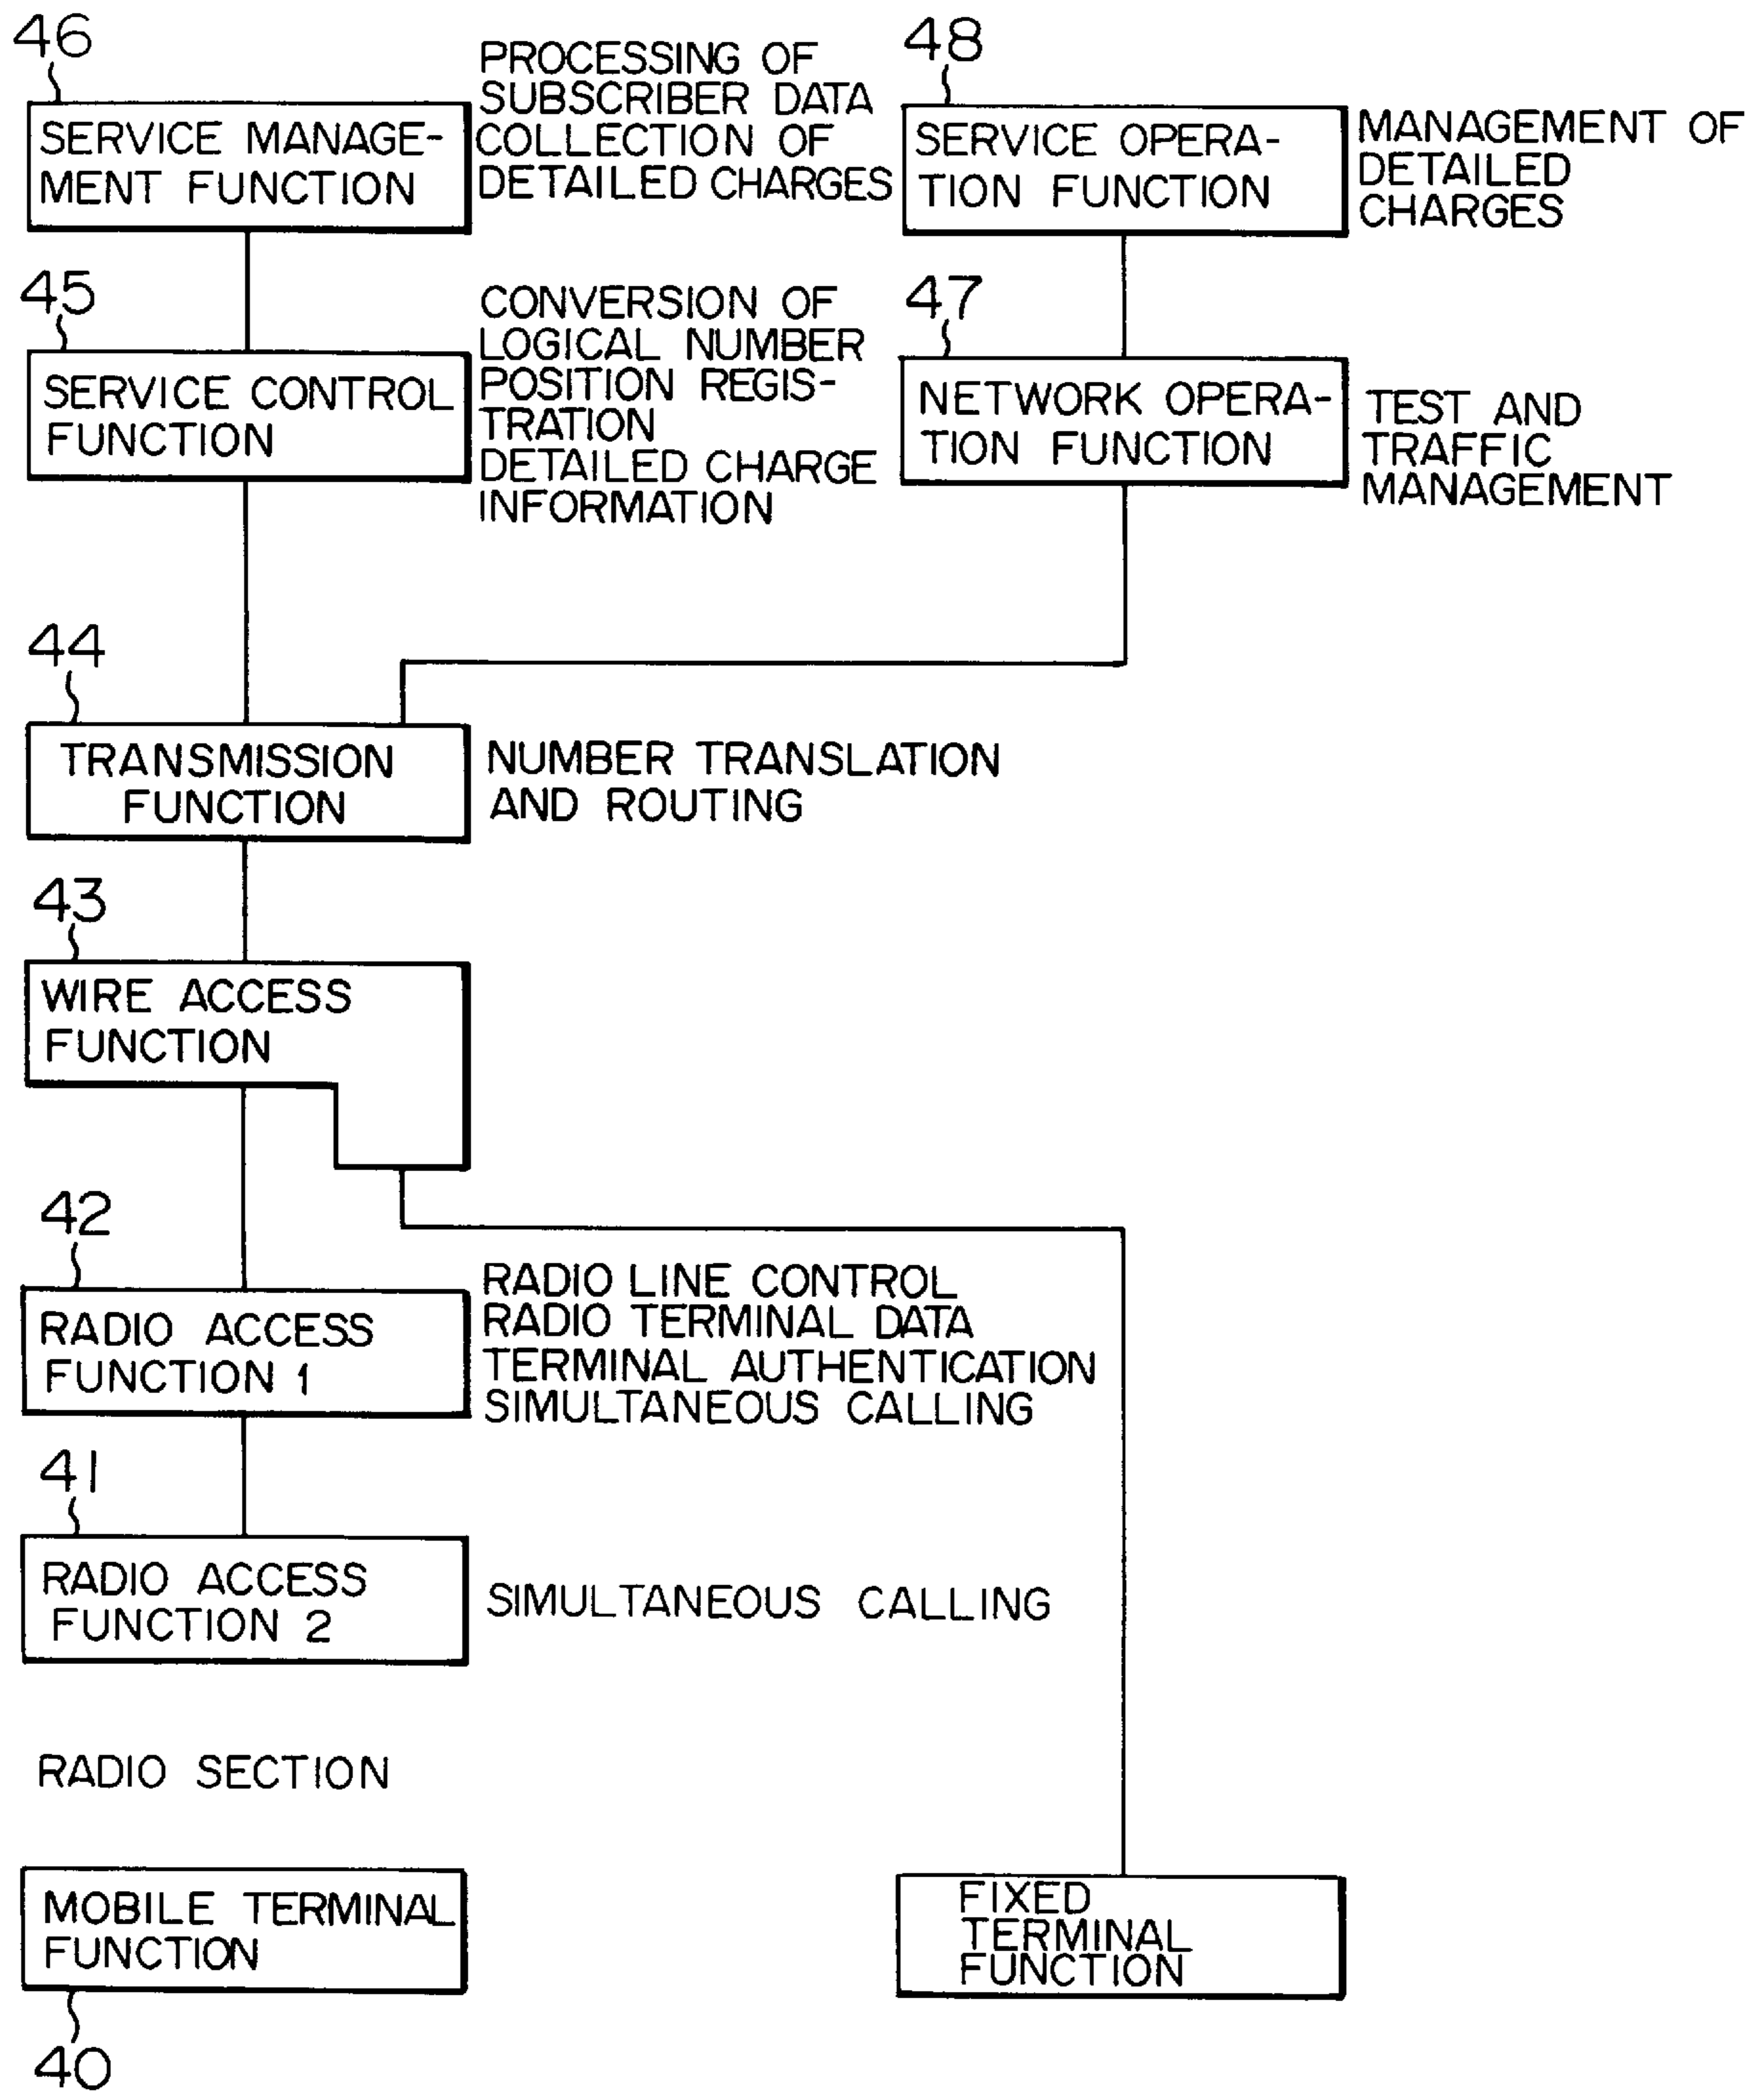 46
PROCESSING OF
SUBSCRIBER DATA
COLLECTION OF
DETAILED CHARGES
SERVICE MANAGE-
MENT FUNCTION
48
SERVICE OPERA-
TION FUNCTION
MANAGEMENT OF
DETAILED
CHARGES
45
SERVICE CONTROL
FUNCTION
CONVERSION OF
LOGICAL NUMBER
POSITION REGIS-
TRATION
DETAILED CHARGE
INFORMATION
47
NETWORK OPERA-
TION FUNCTION
TEST AND
TRAFFIC
MANAGEMENT
44
TRANSMISSION
FUNCTION
NUMBER TRANSLATION
AND ROUTING
43
WIRE ACCESS
FUNCTION
42
RADIO ACCESS
FUNCTION 1
RADIO LINE CONTROL
RADIO TERMINAL DATA
TERMINAL AUTHENTICATION
SIMULTANEOUS CALLING
41
RADIO ACCESS
FUNCTION 2
SIMULTANEOUS CALLING
RADIO SECTION
MOBILE TERMINAL
FUNCTION
40
FIXED
TERMINAL
FUNCTION